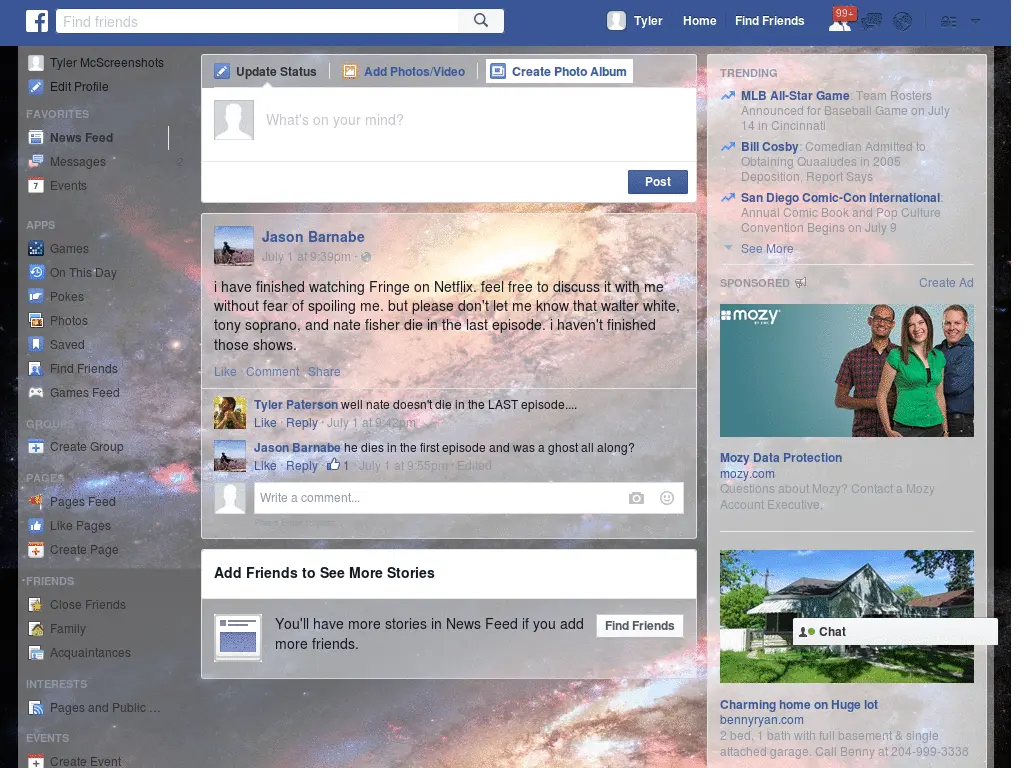 Find friends
Tyler
Home
Find Friends
99+
Tyler McScreenshots
Edit Profile
FAVORITES
News Feed
Messages
2
Events
APPS
Games
On This Day
Pokes
Photos
Saved
Find Friends
Games Feed
GROUPS
Create Group
PAGES
Pages Feed
Like Pages
Create Page
FRIENDS
Close Friends
Family
Acquaintances
INTERESTS
Pages and Public ...
EVENTS
Create Event
Update Status
Add Photos/Video
Create Photo Album
What's on your mind?
Post
Jason Barnabe
July 1 at 9:39pm ·
i have finished watching Fringe on Netflix. feel free to discuss it with me
without fear of spoiling me. but please don't let me know that walter white,
tony soprano, and nate fisher die in the last episode. i haven't finished
those shows.
Like · Comment · Share
Tyler Paterson well nate doesn't die in the LAST episode....
Like · Reply · July 1 at 9:42pm
Jason Barnabe he dies in the first episode and was a ghost all along?
Like · Reply · 1 · July 1 at 9:55pm · Edited
Write a comment...
Add Friends to See More Stories
You'll have more stories in News Feed if you add
more friends.
Find Friends
TRENDING
MLB All-Star Game: Team Rosters
Announced for Baseball Game on July
14 in Cincinnati
Bill Cosby: Comedian Admitted to
Obtaining Quaaludes in 2005
Deposition, Report Says
San Diego Comic-Con International:
Annual Comic Book and Pop Culture
Convention Begins on July 9
See More
SPONSORED
Create Ad
mozy
Mozy Data Protection
mozy.com
Questions about Mozy? Contact a Mozy
Account Executive.
Chat
Charming home on Huge lot
bennyryan.com
2 bed, 1 bath with full basement & single
attached garage. Call Benny at 204-999-3338